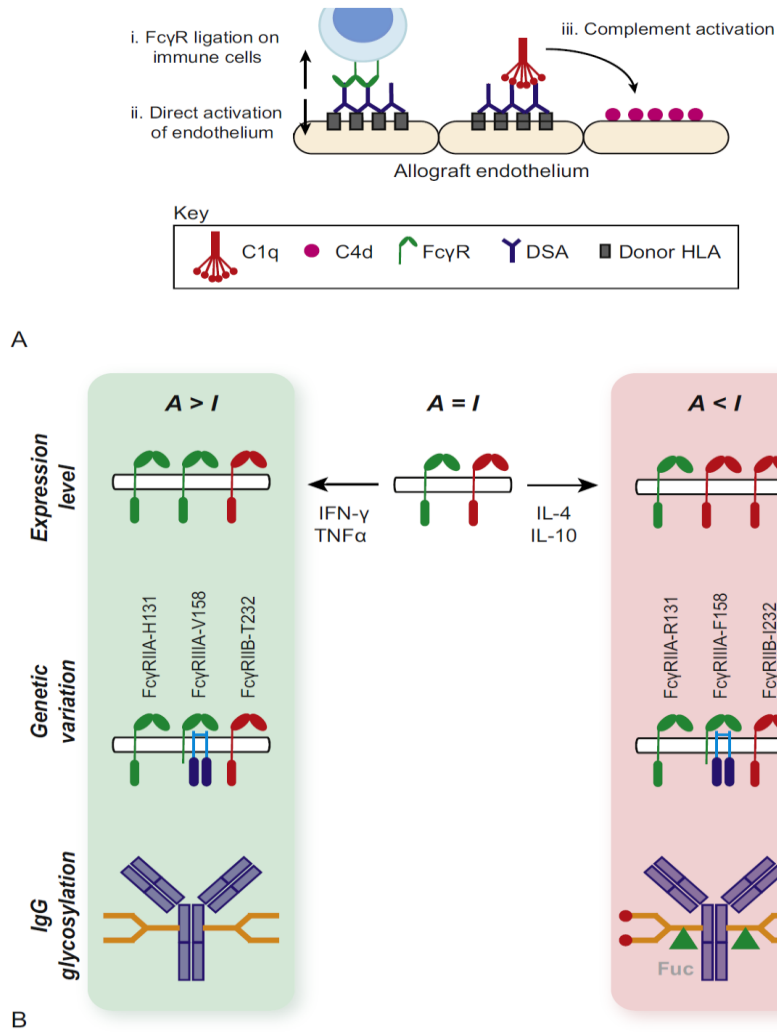 i. FcγR ligation on
immune cells
ii. Direct activation
of endothelium
iii. Complement activation
Allograft endothelium
Key
C1q
C4d
FcγR
DSA
Donor HLA
A
A > I
A = I
A < I
Expression
level
IFN-γ
TNFα
IL-4
IL-10
Genetic
variation
FcγRIIA-H131
FcγRIIIA-V158
FcγRIIB-T232
FcγRIIA-R131
FcγRIIIA-F158
FcγRIIB-I232
IgG
glycosylation
Fuc
B